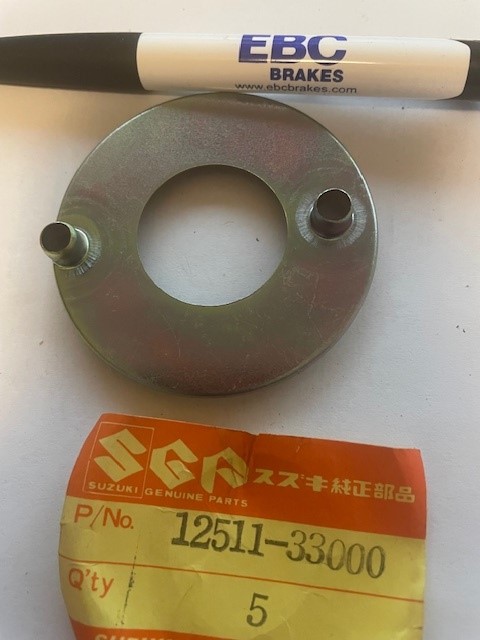 EBC
BRAKES
www.ebcbrakes.com
SGP スズキ純正部品
SUZUKI GENUINE PARTS
P/No. 12511-33000
Q'ty 5